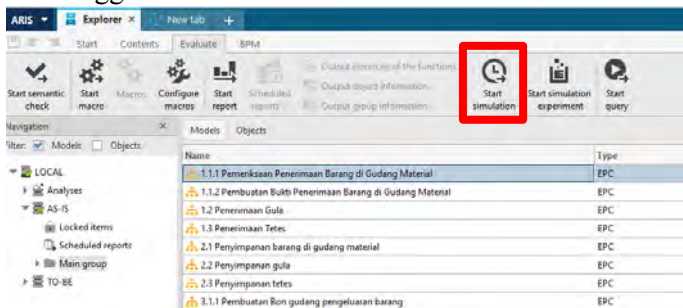 ARIS Explorer × New tab +
Start Contents Evaluate BPM
Start semantic check
Start macro
Macros
Configure macros
Start report
Scheduled reports
Output hierarchy of the functions
Output object information
Output group information
Start simulation
Start simulation experiment
Start query
Navigation ×
Models Objects
Filter: Models Objects
Name Type
LOCAL
1.1.1 Pemeriksaan Penerimaan Barang di Gudang Material EPC
Analyses
1.1.2 Pembuatan Bukti Penerimaan Barang di Gudang Material EPC
AS-IS
1.2 Penerimaan Gula EPC
Locked items
1.3 Penerimaan Tetes EPC
Scheduled reports
2.1 Penyimpanan barang di gudang material EPC
Main group
2.2 Penyimpanan gula EPC
TO-BE
2.3 Penyimpanan tetes EPC
3.1.1 Pembuatan Bon gudang pengeluaran barang EPC